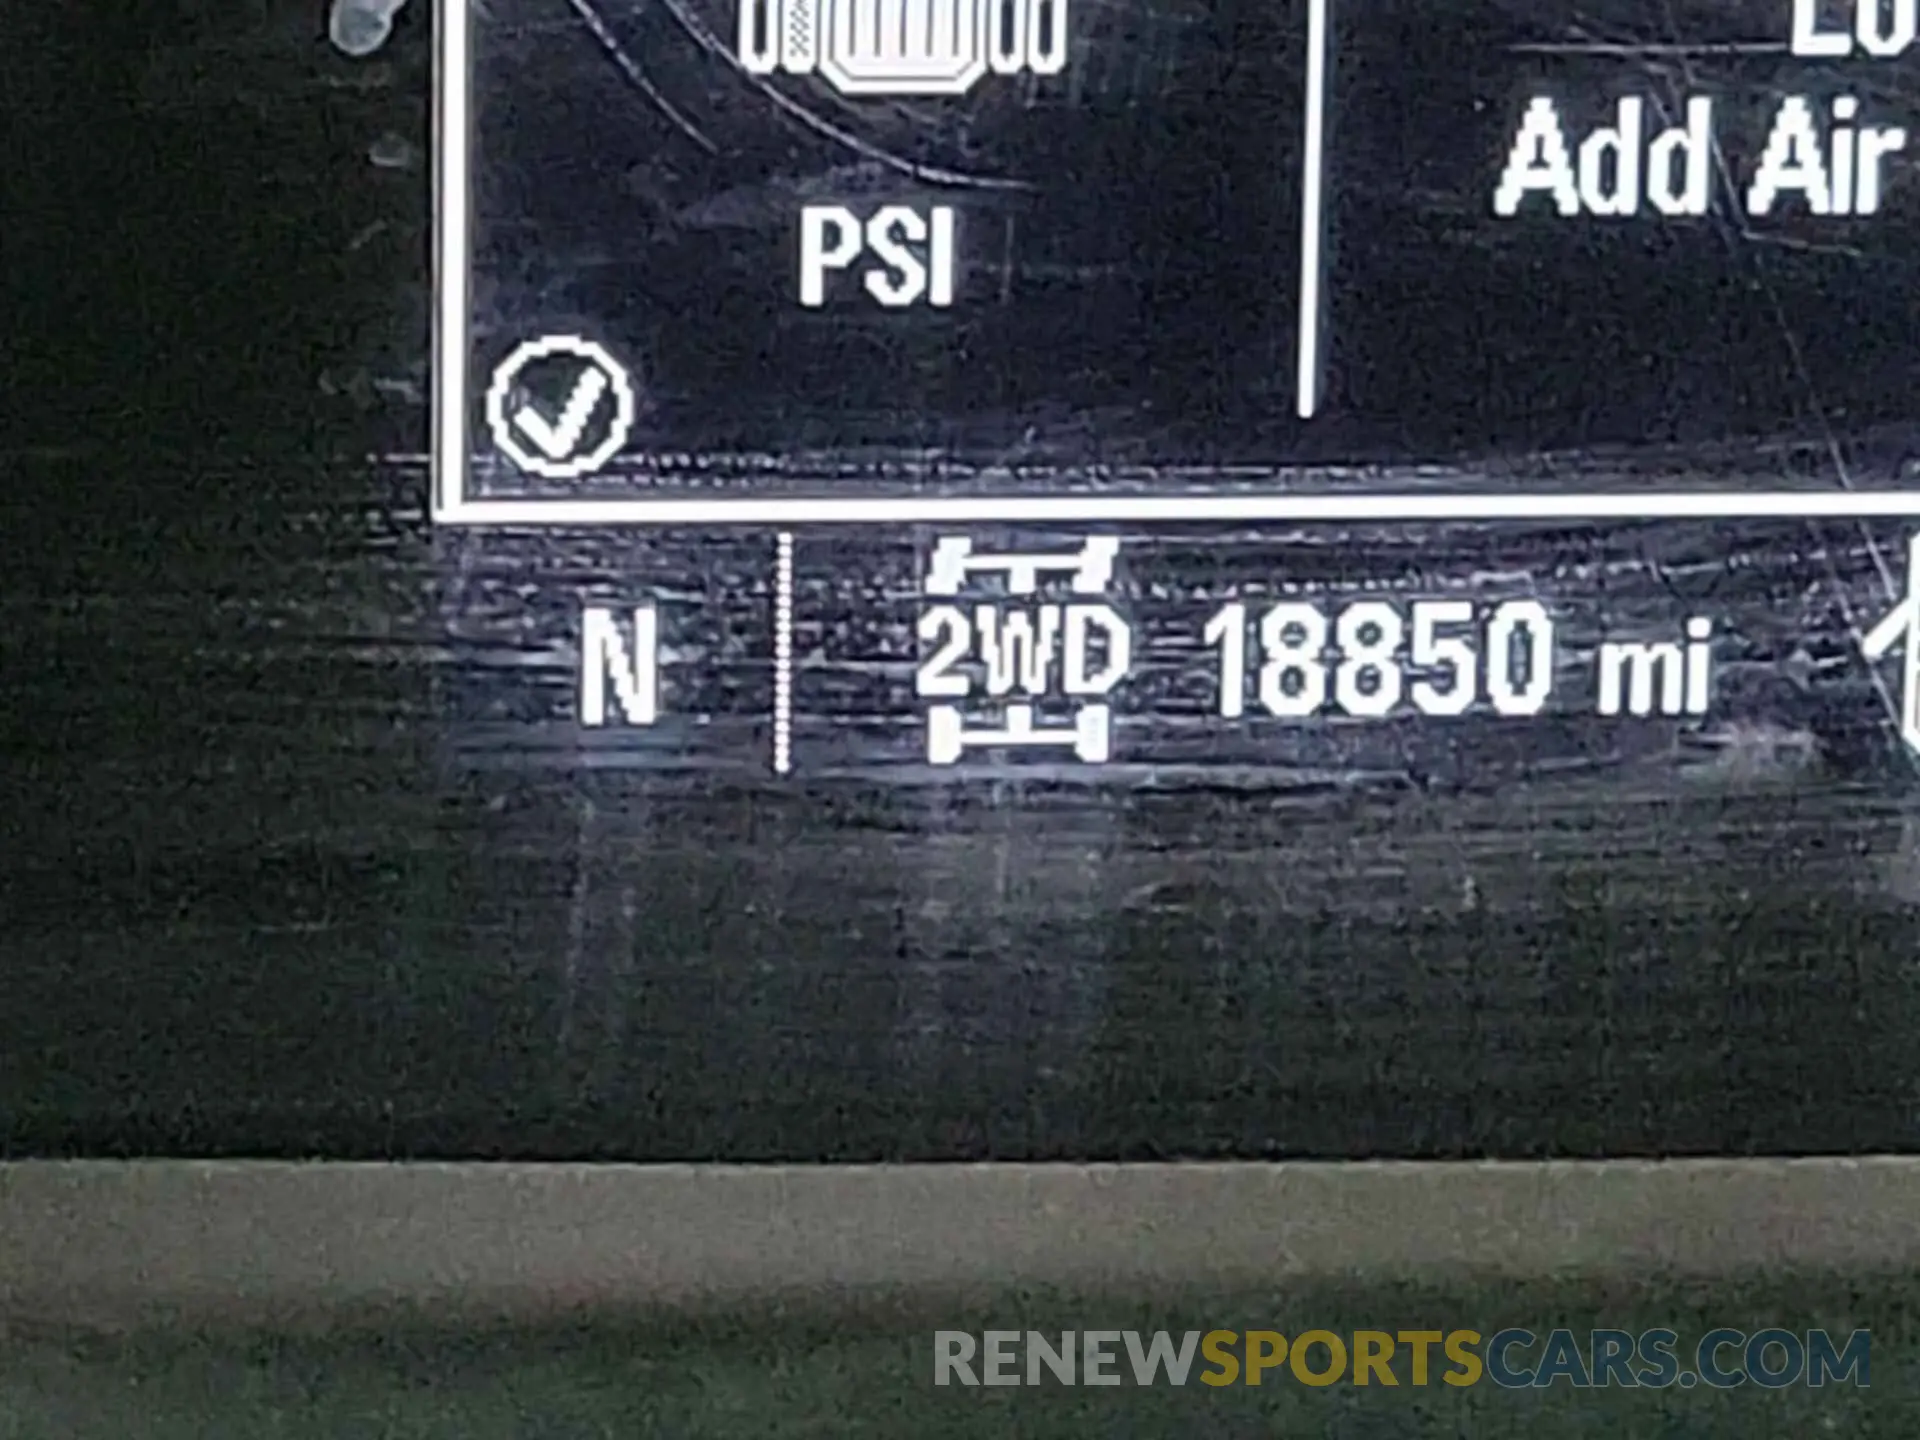 Add Air
PSI
N 2WD 18850 mi
RENEWSPORTSCARS.COM